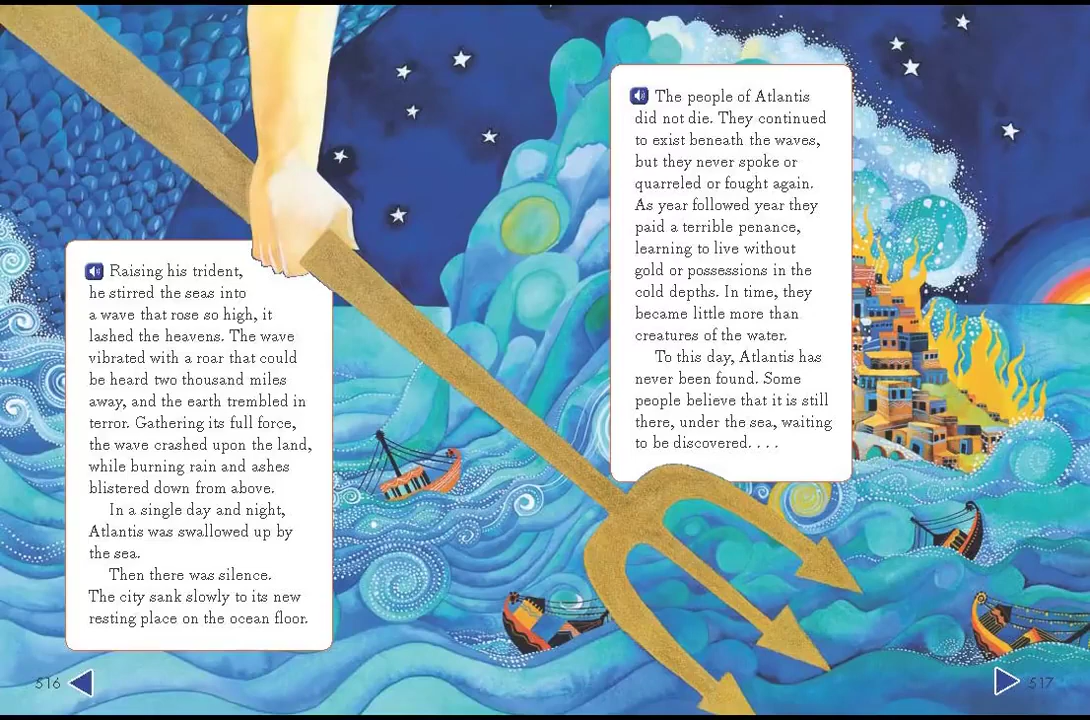 Raising his trident,
he stirred the seas into
a wave that rose so high, it
lashed the heavens. The wave
vibrated with a roar that could
be heard two thousand miles
away, and the earth trembled in
terror. Gathering its full force,
the wave crashed upon the land,
while burning rain and ashes
blistered down from above.
In a single day and night,
Atlantis was swallowed up by
the sea.
Then there was silence.
The city sank slowly to its new
resting place on the ocean floor.
516
The people of Atlantis
did not die. They continued
to exist beneath the waves,
but they never spoke or
quarreled or fought again.
As year followed year they
paid a terrible penance,
learning to live without
gold or possessions in the
cold depths. In time, they
became little more than
creatures of the water.
To this day, Atlantis has
never been found. Some
people believe that it is still
there, under the sea, waiting
to be discovered. . . .
517